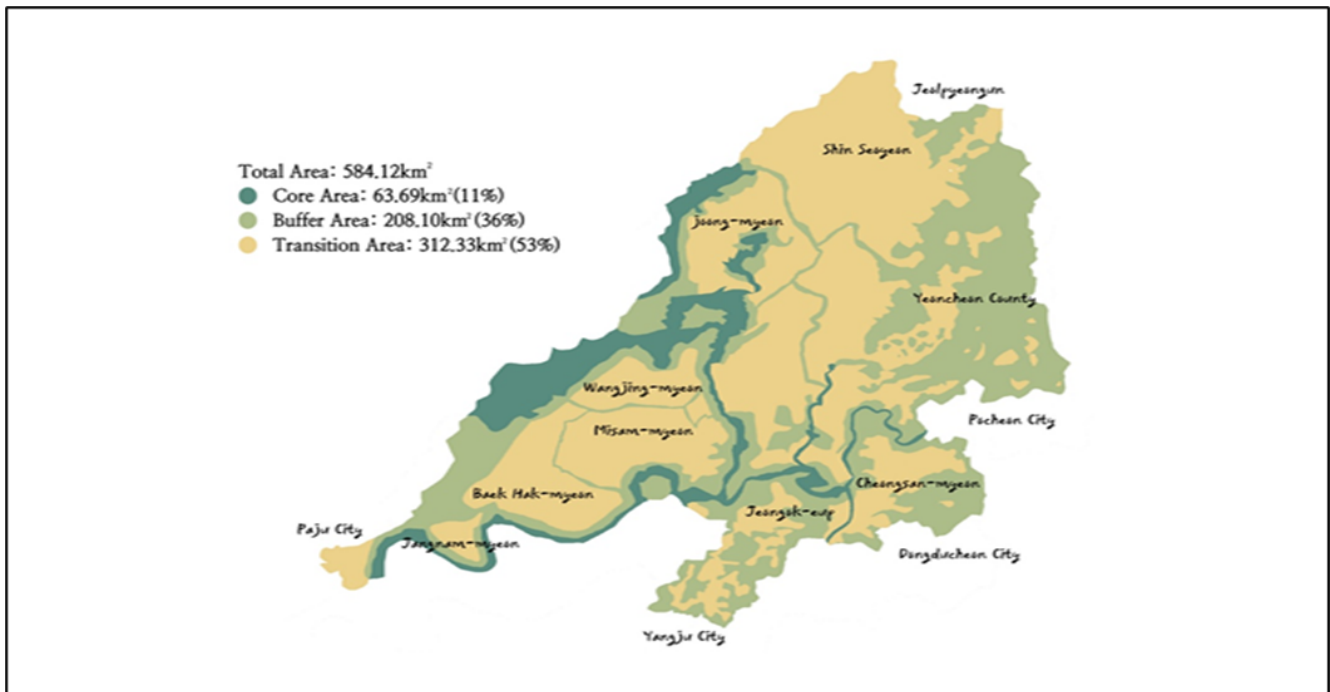 Total Area: 584.12km²
Core Area: 63.69km²(11%)
Buffer Area: 208.10km²(36%)
Transition Area: 312.33km²(53%)
Jeolpyeongun
Shin Seoyeon
joong-myeon
Yeoncheon County
Wangjing-myeon
Pocheon City
Misam-myeon
Cheongsan-myeon
Baek Hak-myeon
Jeongok-eup
Paju City
Jangnam-myeon
Dongducheon City
Yangju City